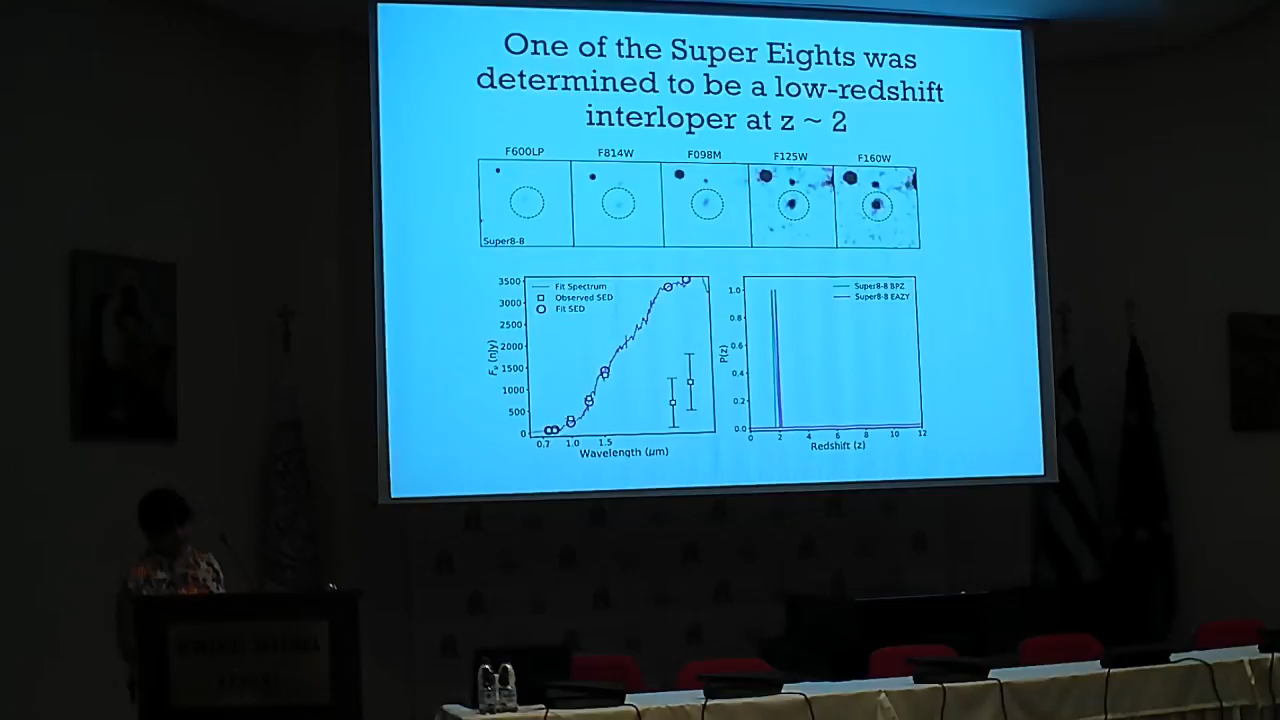 One of the Super Eights was
determined to be a low-redshift
interloper at z ~ 2
F600LP F814W F098M F125W F160W
Super8-8
3500
3000
2500
2000
1500
1000
500
0
Fν (nJy)
Fit Spectrum
Observed SED
Fit SED
0.7 1.0 1.5
Wavelength (μm)
1.0
0.8
0.6
0.4
0.2
0.0
P(z)
Super8-8 BPZ
Super8-8 EAZY
0 2 4 6 8 10 12
Redshift (z)